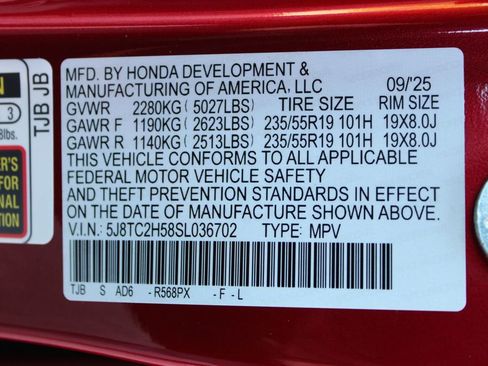 MFD. BY HONDA DEVELOPMENT &
MANUFACTURING OF AMERICA, LLC 09/'25
GVWR 2280KG(5027LBS) TIRE SIZE RIM SIZE
GAWR F 1190KG(2623LBS) 235/55R19 101H 19X8.0J
GAWR R 1140KG(2513LBS) 235/55R19 101H 19X8.0J
THIS VEHICLE CONFORMS TO ALL APPLICABLE
FEDERAL MOTOR VEHICLE SAFETY
AND THEFT PREVENTION STANDARDS IN EFFECT
ON THE DATE OF MANUFACTURE SHOWN ABOVE.
V.I.N.: 5J8TC2H58SL036702 TYPE: MPV
TJB S AD6 -R568PX -F-L
TJB JB
3
lbs.
FOR